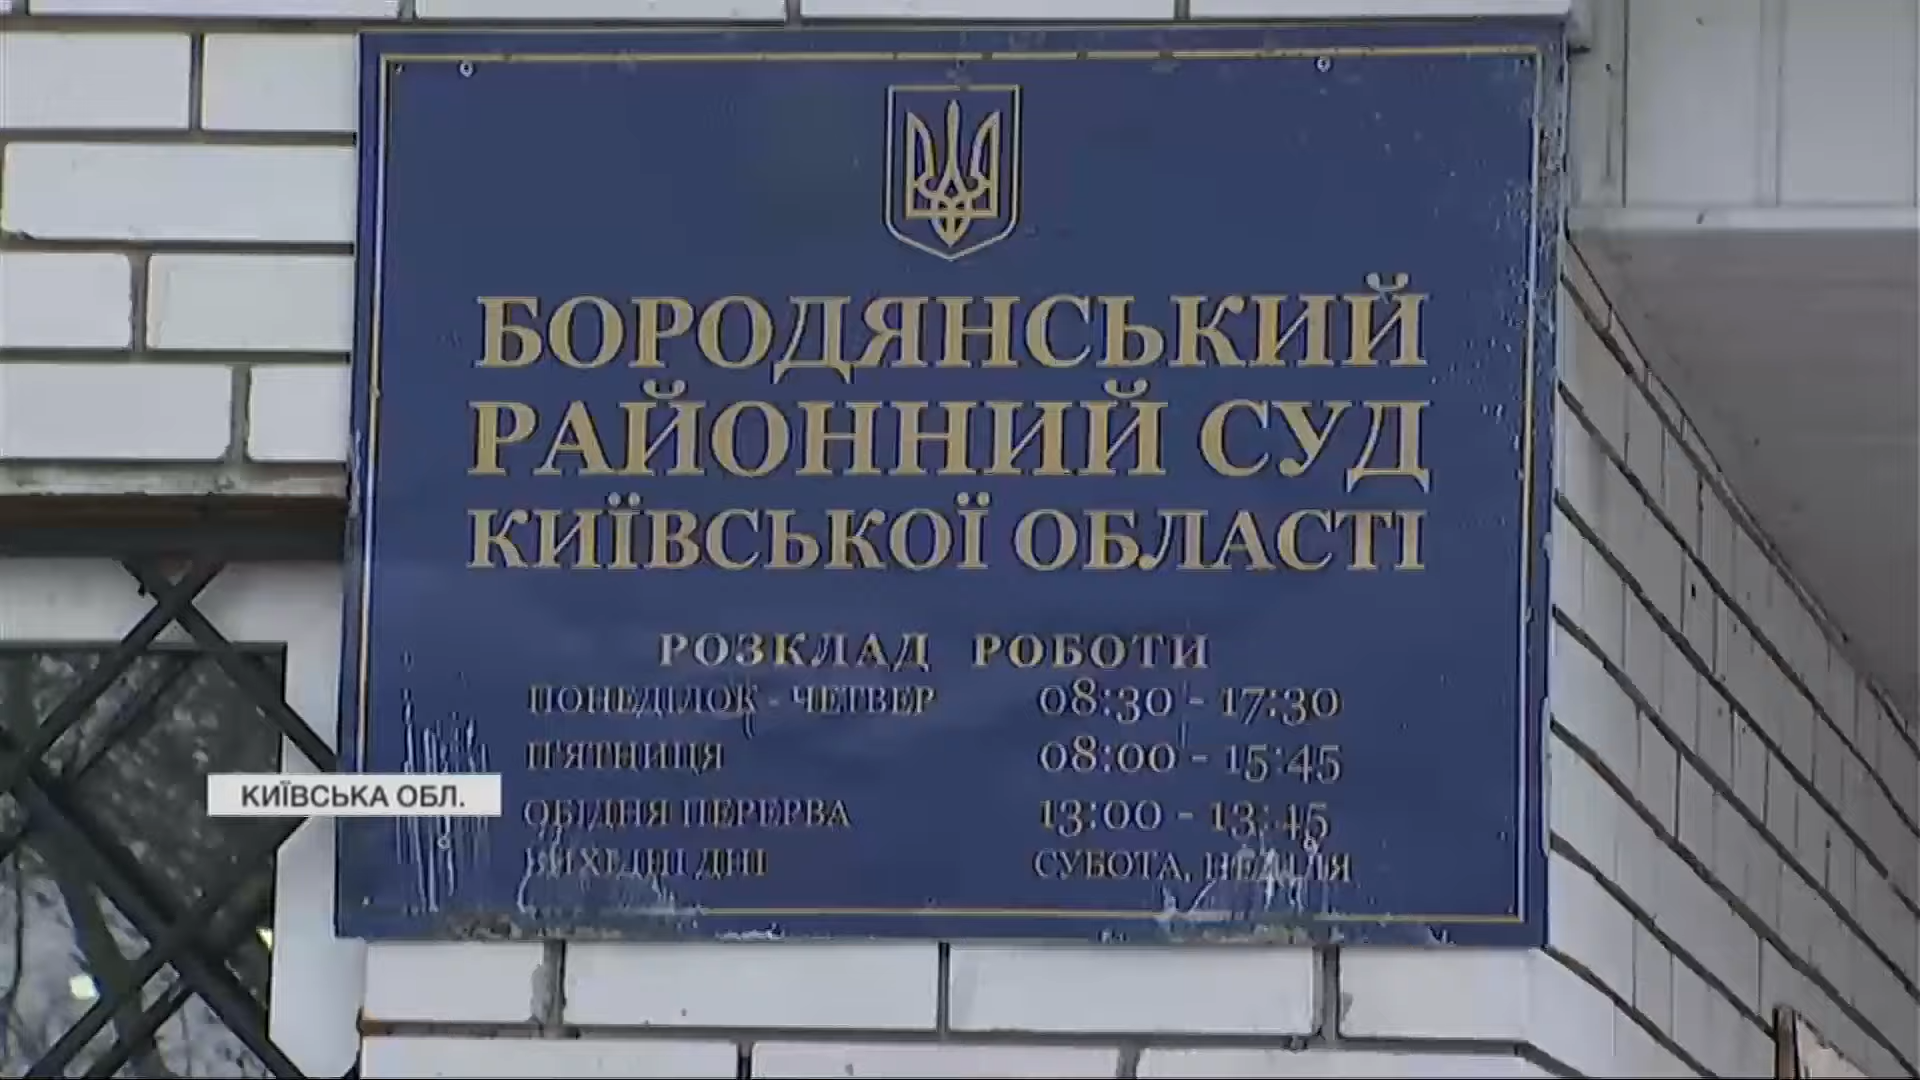 БОРОДЯНСЬКИЙ
РАЙОННИЙ СУД
КИЇВСЬКОЇ ОБЛАСТІ
РОЗКЛАД РОБОТИ
ПОНЕДІЛОК - ЧЕТВЕР 08:30 - 17:30
П'ЯТНИЦЯ 08:00 - 15:45
ОБІДНЯ ПЕРЕРВА 13:00 - 13:45
ВИХІДНІ ДНІ СУБОТА, НЕДІЛЯ
КИЇВСЬКА ОБЛ.